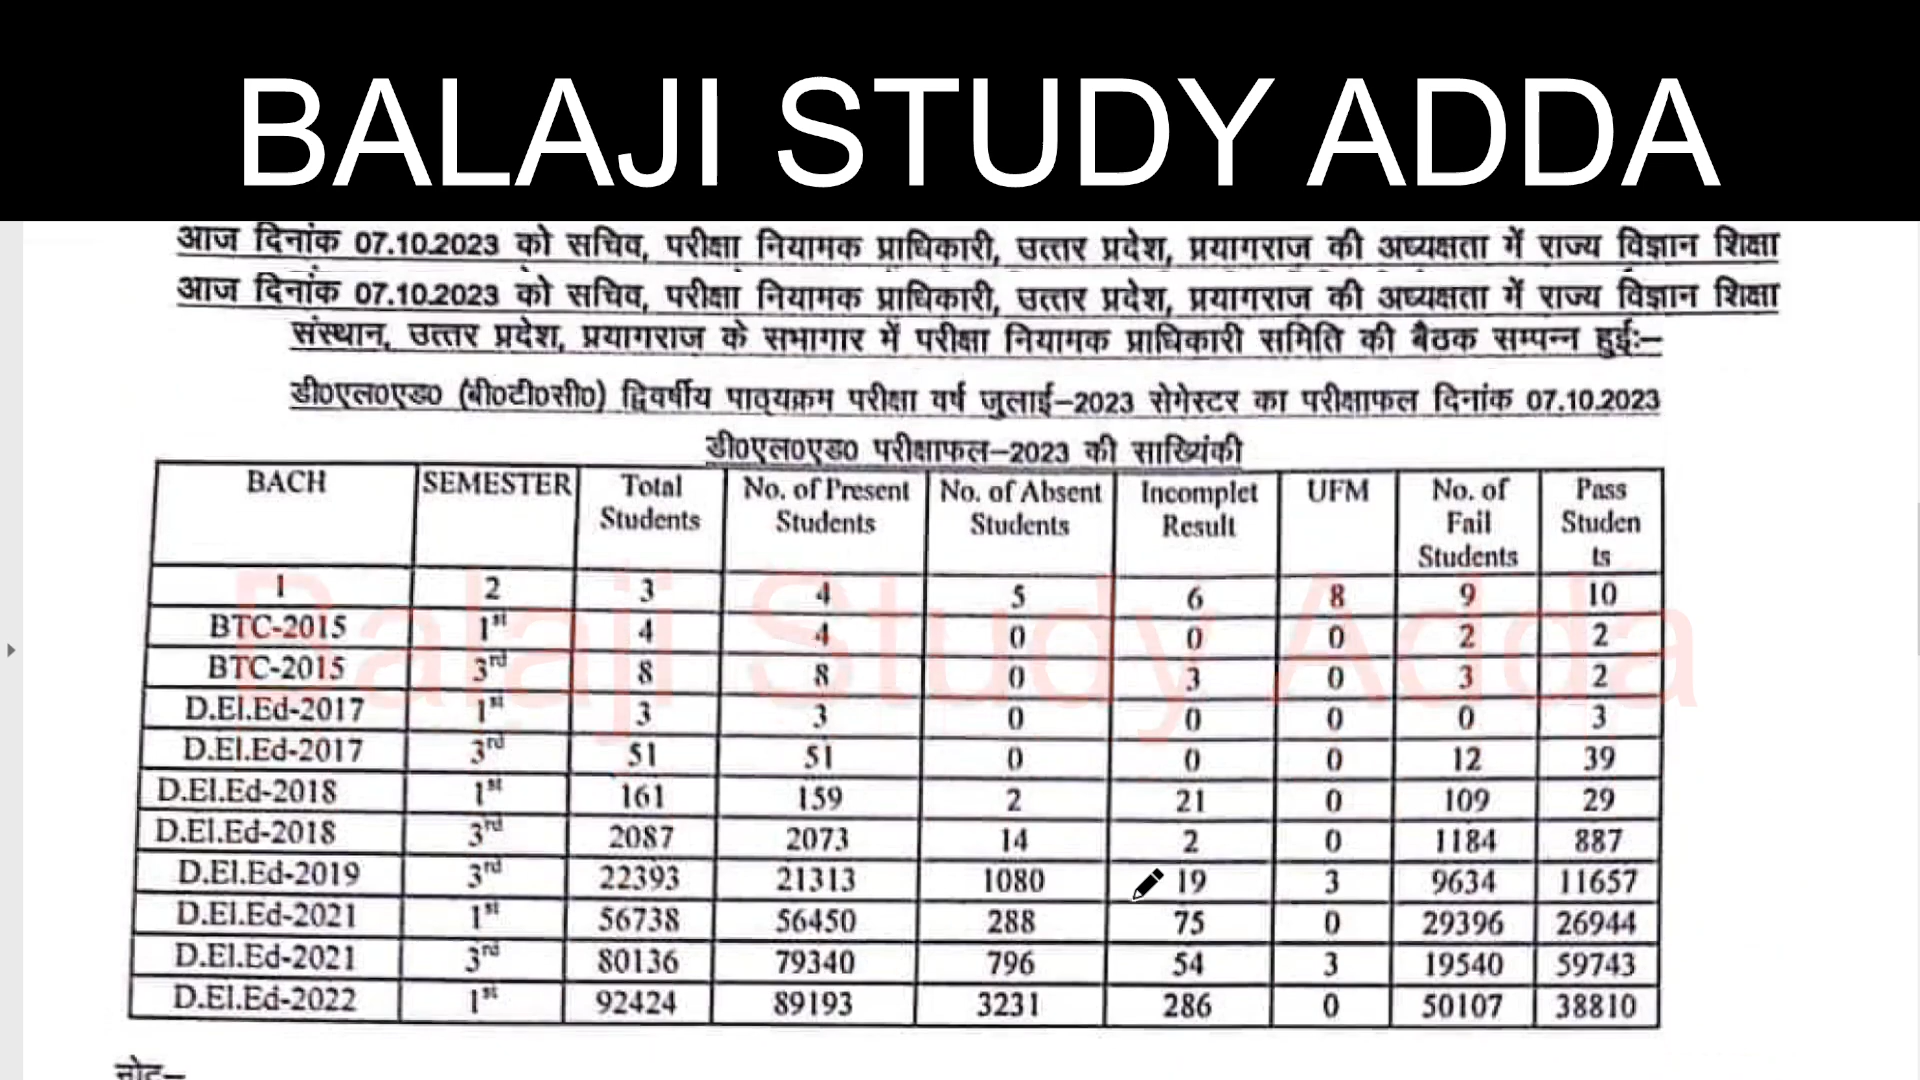 BALAJI STUDY ADDA
आज दिनांक 07.10.2023 को सचिव, परीक्षा नियामक प्राधिकारी, उत्तर प्रदेश, प्रयागराज की अध्यक्षता में राज्य विज्ञान शिक्षा
आज दिनांक 07.10.2023 को सचिव, परीक्षा नियामक प्राधिकारी, उत्तर प्रदेश, प्रयागराज की अध्यक्षता में राज्य विज्ञान शिक्षा
संस्थान, उत्तर प्रदेश, प्रयागराज के सभागार में परीक्षा नियामक प्राधिकारी समिति की बैठक सम्पन्न हुईः–
डी०एल०एड० (बी०टी०सी०) द्विवर्षीय पाठ्यक्रम परीक्षा वर्ष जुलाई–2023 सेमेस्टर का परीक्षाफल दिनांक 07.10.2023
डी०एल०एड० परीक्षाफल–2023 की साख्यिंकी
BACH SEMESTER Total Students No. of Present Students No. of Absent Students Incomplet Result UFM No. of Fail Students Pass Studen ts
1 2 3 4 5 6 8 9 10
BTC-2015 1st 4 4 0 0 0 2 2
BTC-2015 3rd 8 8 0 3 0 3 2
D.El.Ed-2017 1st 3 3 0 0 0 0 3
D.El.Ed-2017 3rd 51 51 0 0 0 12 39
D.El.Ed-2018 1st 161 159 2 21 0 109 29
D.El.Ed-2018 3rd 2087 2073 14 2 0 1184 887
D.El.Ed-2019 3rd 22393 21313 1080 19 3 9634 11657
D.El.Ed-2021 1st 56738 56450 288 75 0 29396 26944
D.El.Ed-2021 3rd 80136 79340 796 54 3 19540 59743
D.El.Ed-2022 1st 92424 89193 3231 286 0 50107 38810
Balaji Study Adda
नोट–